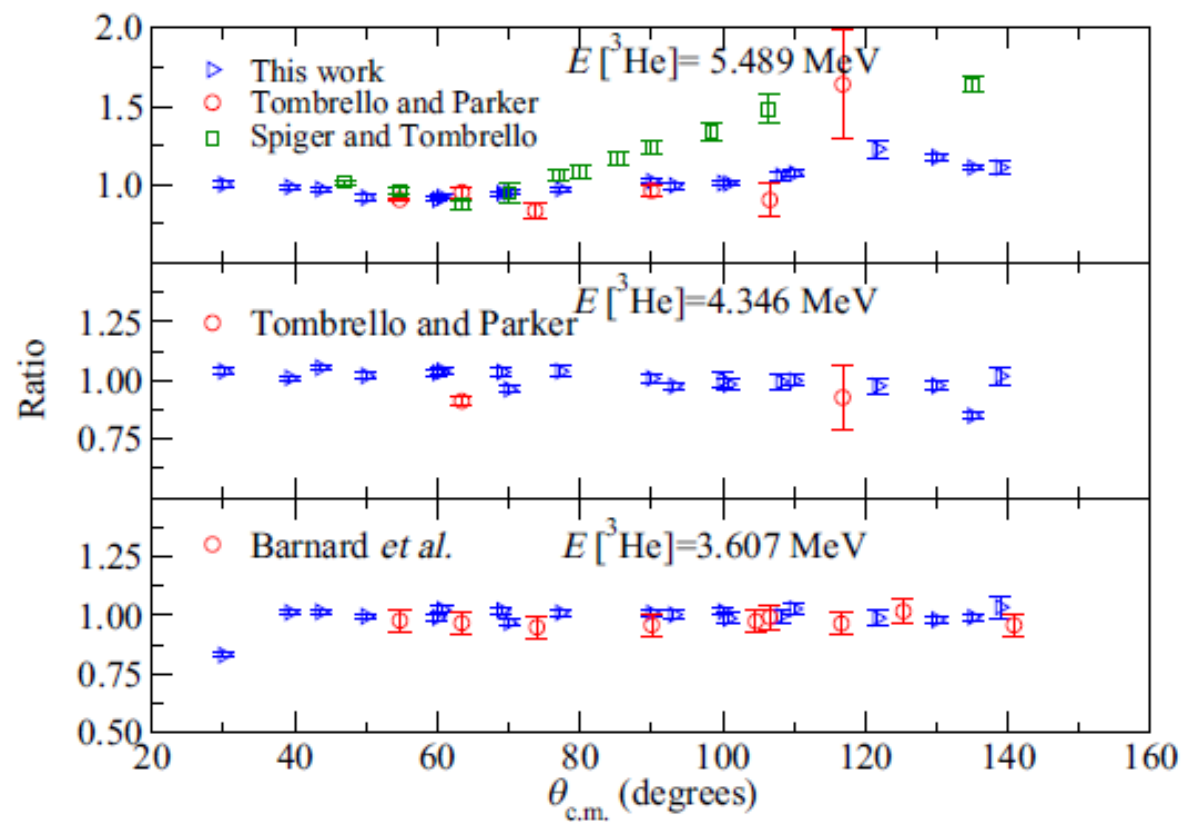 2.0
E [³He]= 5.489 MeV
This work
Tombrello and Parker
1.5
Spiger and Tombrello
1.0
E [³He]=4.346 MeV
1.25
Tombrello and Parker
1.00
0.75
Ratio
Barnard et al.
E [³He]=3.607 MeV
1.25
1.00
0.75
0.50
20 40 60 80 100 120 140 160
θc.m. (degrees)